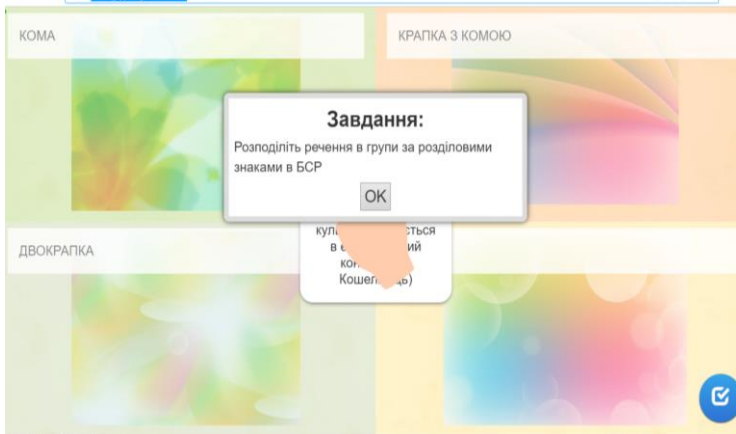 КОМА
КРАПКА З КОМОЮ
Завдання:
Розподіліть речення в групи за розділовими
знаками в БСР
OK
в
ДВОКРАПКА